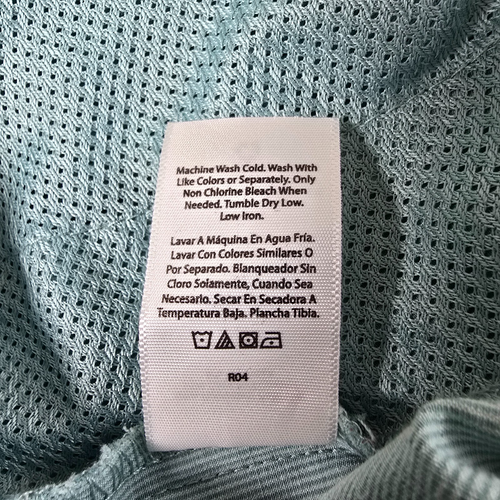 Machine Wash Cold. Wash With
Like Colors or Separately. Only
Non Chlorine Bleach When
Needed. Tumble Dry Low.
Low Iron.
Lavar A Máquina En Agua Fría.
Lavar Con Colores Similares O
Por Separado. Blanqueador Sin
Cloro Solamente, Cuando Sea
Necesario. Secar En Secadora A
Temperatura Baja. Plancha Tibia.
R04